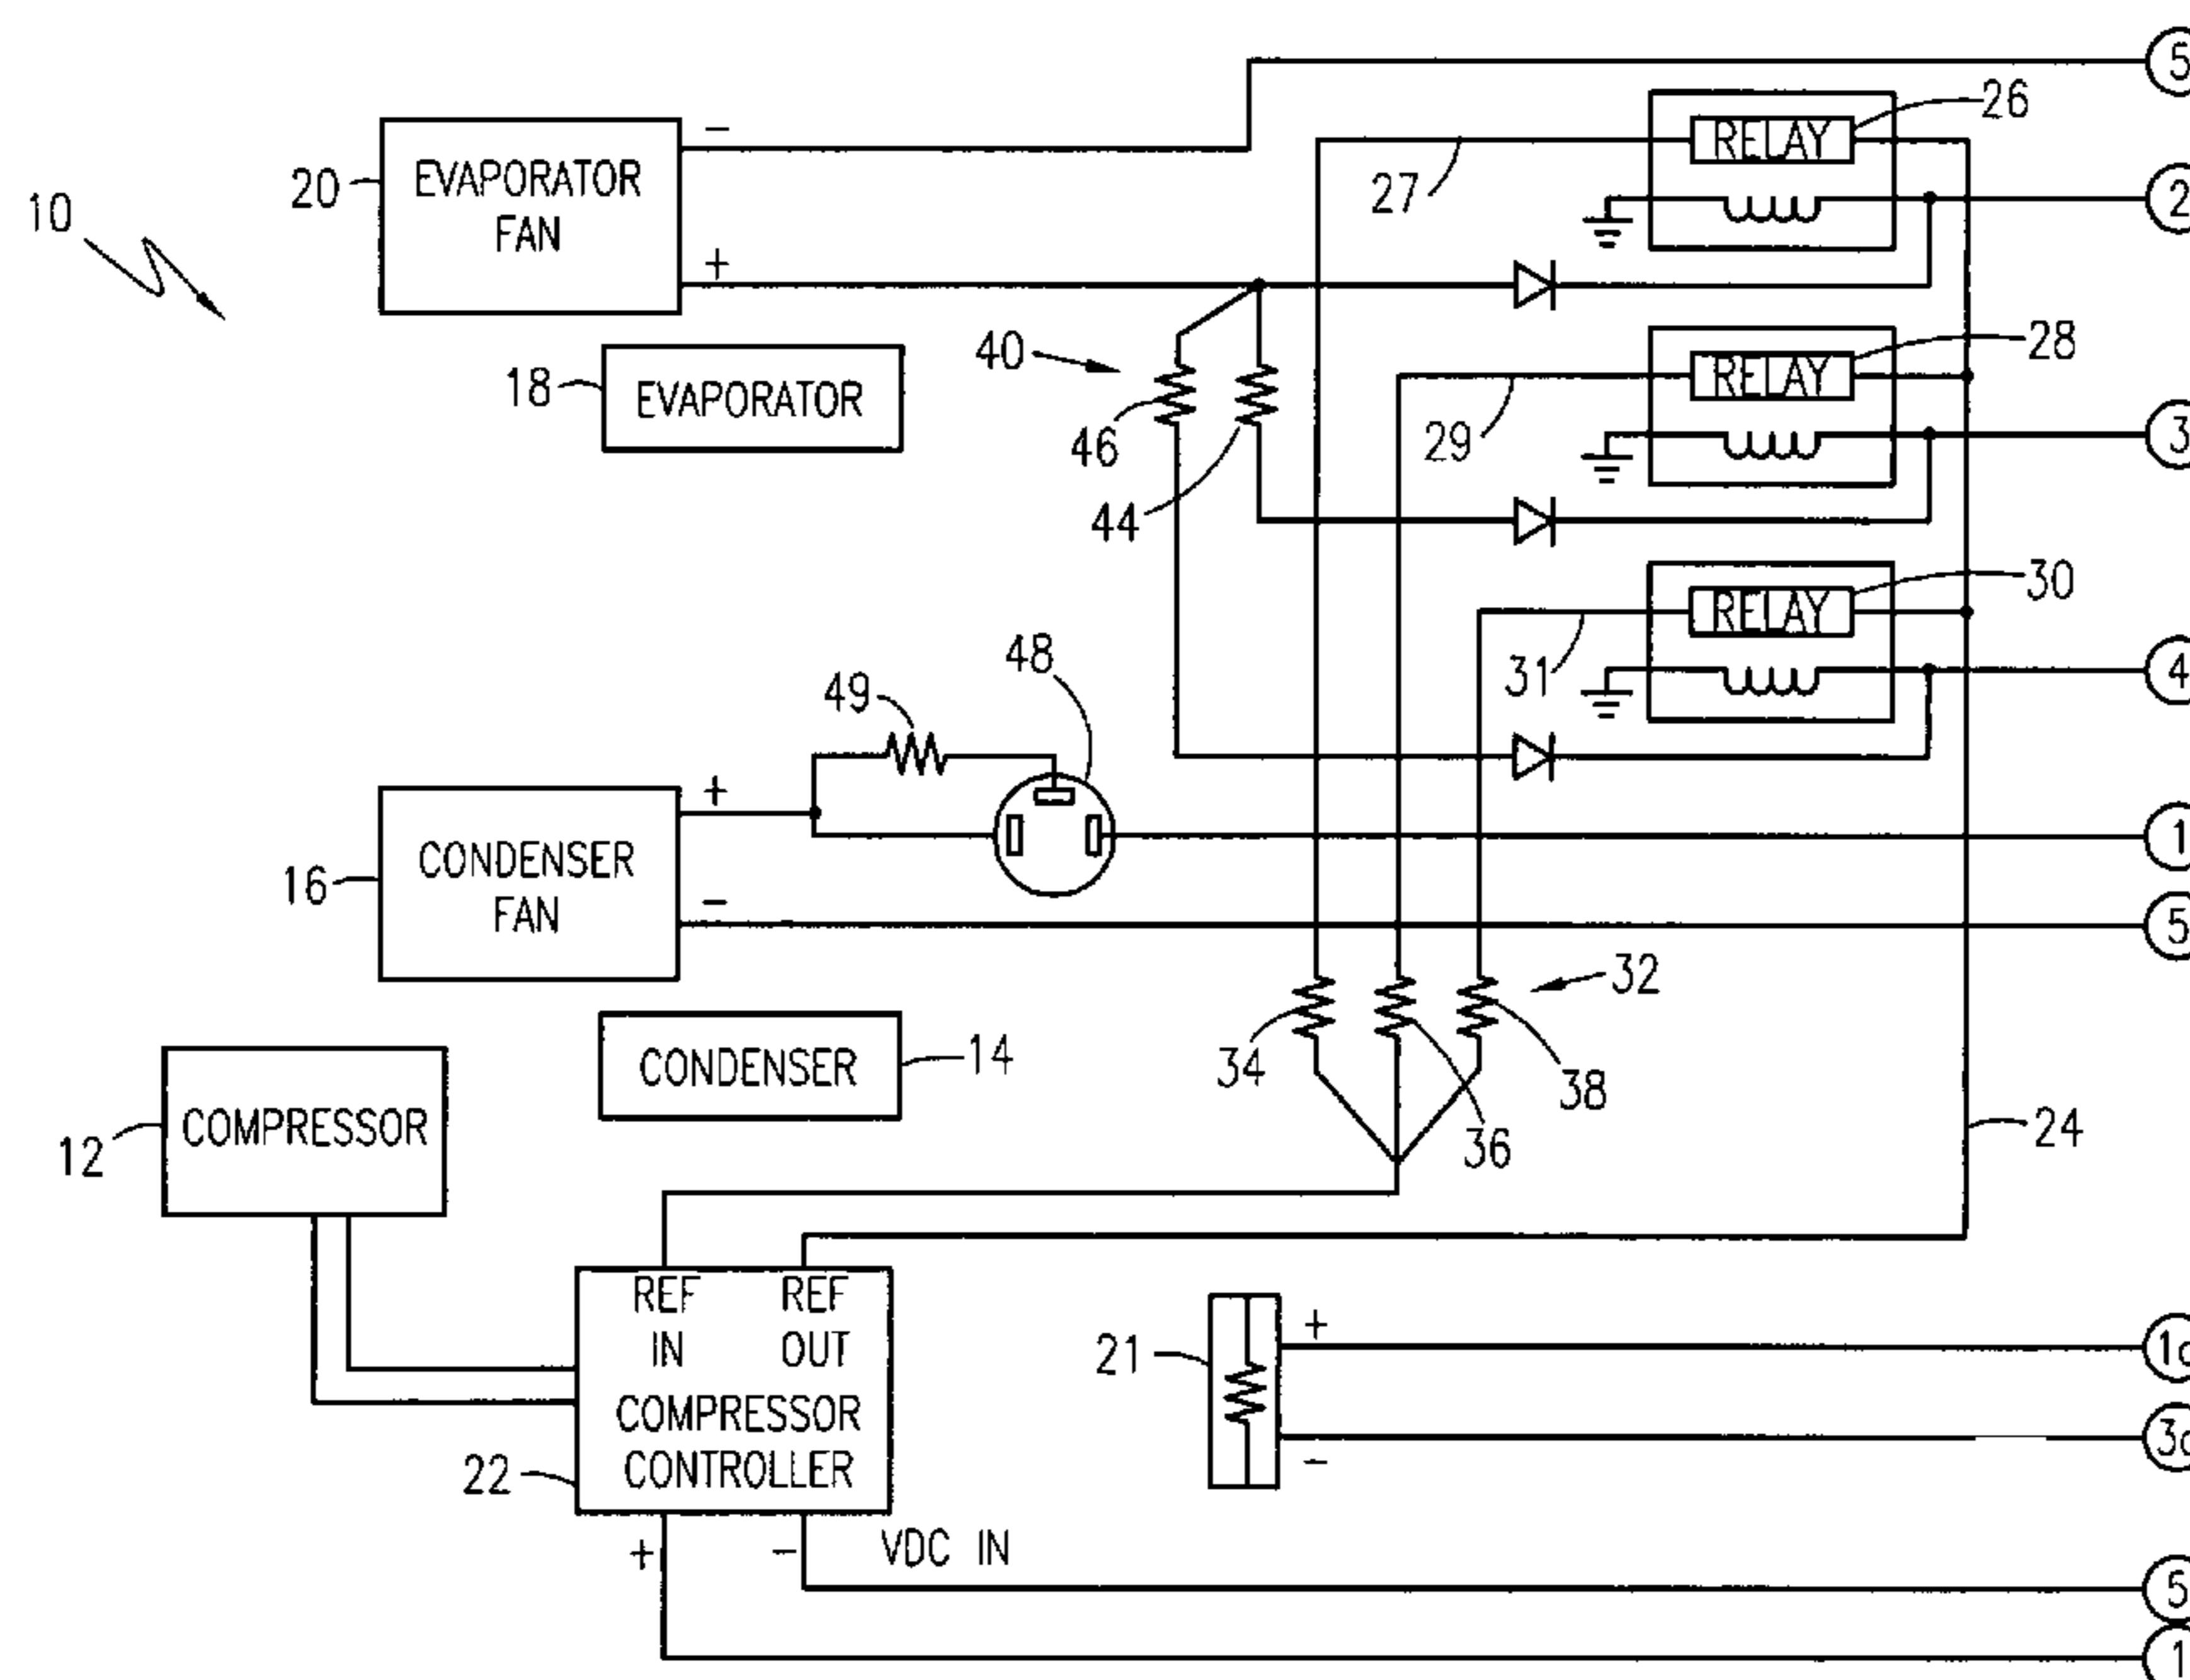 5
26
RELAY
−
EVAPORATOR
FAN
20
27
2
10
+
40
28
RELAY
18
EVAPORATOR
46
29
3
44
30
RELAY
48
31
4
49
+
CONDENSER
FAN
16
1
−
5
32
34
38
CONDENSER
14
36
24
COMPRESSOR
12
REF
IN
REF
OUT
COMPRESSOR
CONTROLLER
22
21
+
−
+
−
VDC IN
5
1